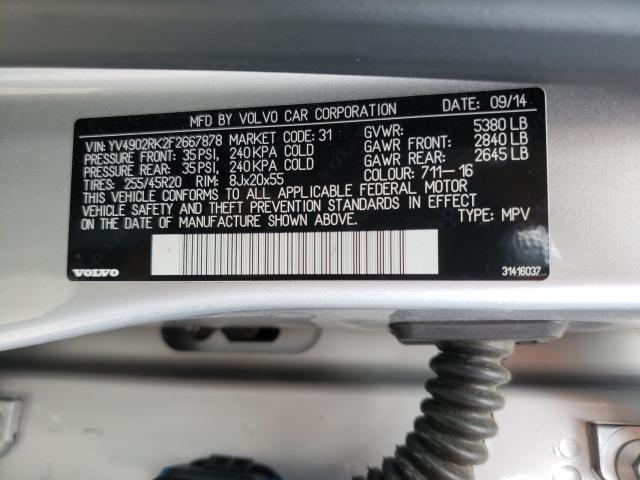 MFD BY VOLVO CAR CORPORATION DATE: 09/14
VIN: YV4902RK2F2667878 MARKET CODE: 31 GVWR: 5380 LB
PRESSURE FRONT: 35PSI, 240KPA COLD GAWR FRONT: 2840 LB
PRESSURE REAR: 35PSI, 240KPA COLD GAWR REAR: 2645 LB
TIRES: 255/45R20 RIM: 8Jx20x55 COLOUR: 711-16
THIS VEHICLE CONFORMS TO ALL APPLICABLE FEDERAL MOTOR
VEHICLE SAFETY AND THEFT PREVENTION STANDARDS IN EFFECT
ON THE DATE OF MANUFACTURE SHOWN ABOVE. TYPE: MPV
VOLVO 31416037